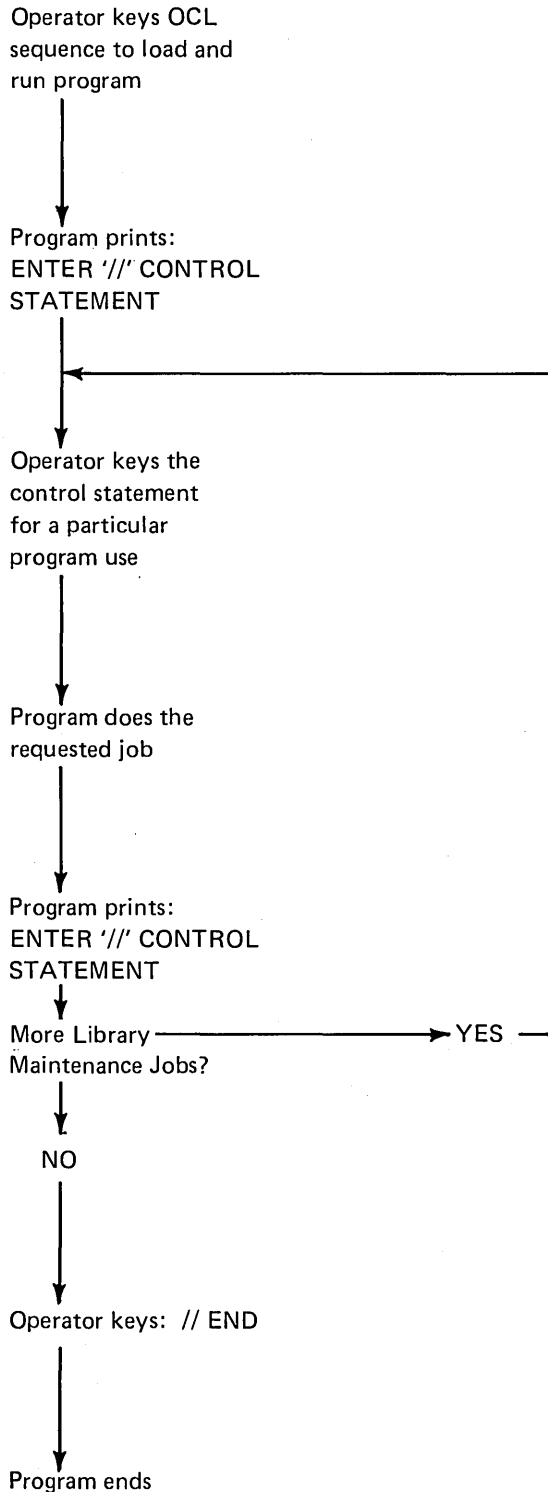 Operator keys OCL
sequence to load and
run program
Program prints:
ENTER '//' CONTROL
STATEMENT
Operator keys the
control statement
for a particular
program use
Program does the
requested job
Program prints:
ENTER '//' CONTROL
STATEMENT
More Library
Maintenance Jobs?
YES
NO
Operator keys: // END
Program ends